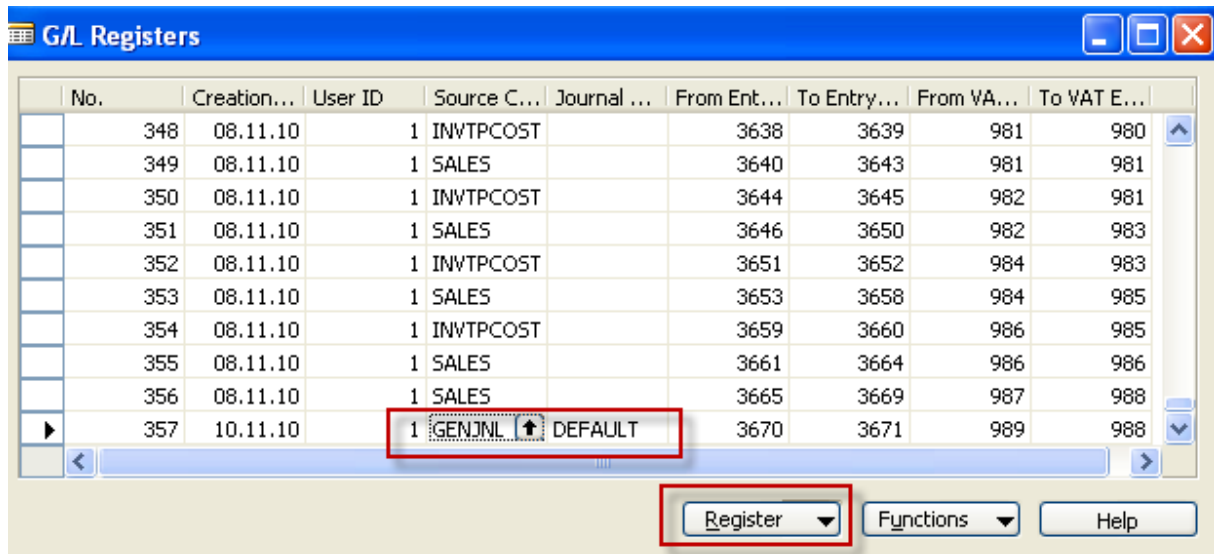 G/L Registers
No. Creation... User ID Source C... Journal ... From Ent... To Entry... From VA... To VAT E...
348 08.11.10 1 INVTPCOST 3638 3639 981 980
349 08.11.10 1 SALES 3640 3643 981 981
350 08.11.10 1 INVTPCOST 3644 3645 982 981
351 08.11.10 1 SALES 3646 3650 982 983
352 08.11.10 1 INVTPCOST 3651 3652 984 983
353 08.11.10 1 SALES 3653 3658 984 985
354 08.11.10 1 INVTPCOST 3659 3660 986 985
355 08.11.10 1 SALES 3661 3664 986 986
356 08.11.10 1 SALES 3665 3669 987 988
357 10.11.10 1 GENJNL DEFAULT 3670 3671 989 988
Register Functions Help